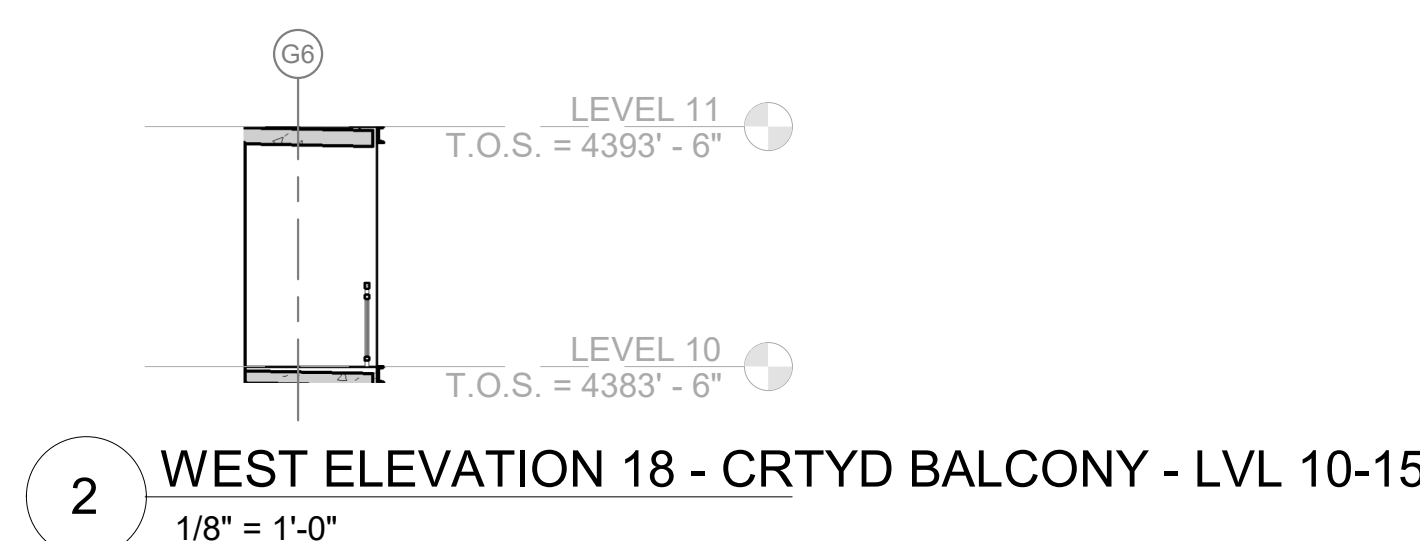 G6
LEVEL 11
T.O.S. = 4393' - 6"
LEVEL 10
T.O.S. = 4383' - 6"
2
WEST ELEVATION 18 - CRTYD BALCONY - LVL 10-15
1/8" = 1'-0"